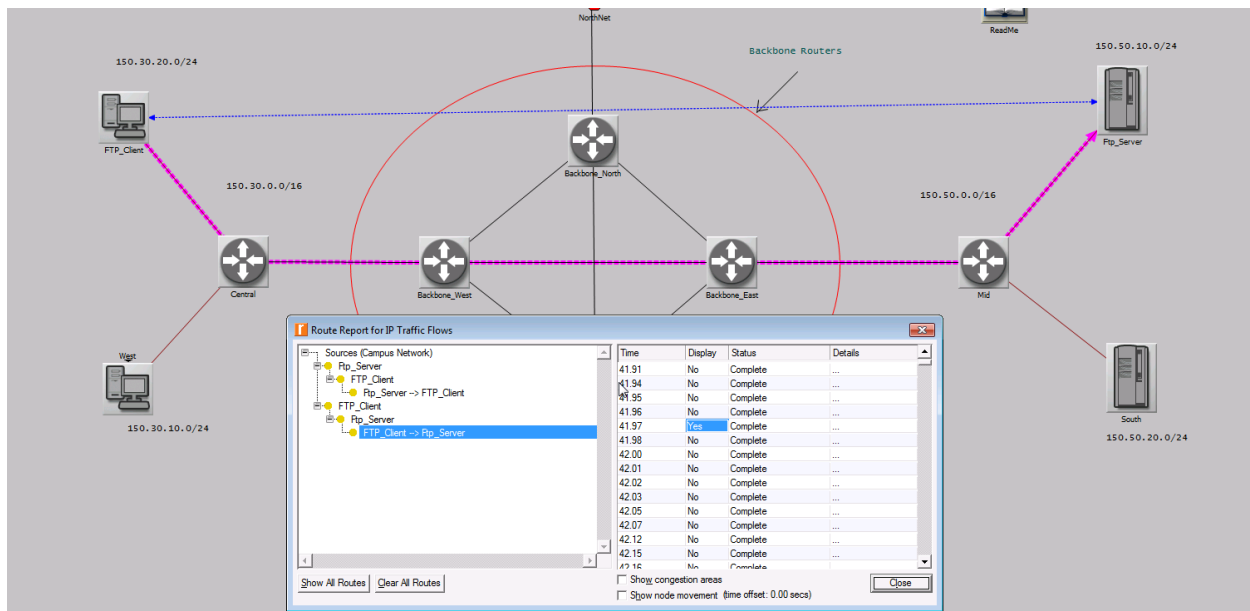 NorthNet
ReadMe
Backbone Routers
150.50.10.0/24
150.30.20.0/24
FTP_Client
Ftp_Server
Backbone_North
150.30.0.0/16
150.50.0.0/16
Central
Backbone_West
Backbone_East
Mid
Route Report for IP Traffic Flows
Sources (Campus Network)
Ftp_Server
FTP_Client
Ftp_Server --> FTP_Client
FTP_Client
Ftp_Server
FTP_Client --> Ftp_Server
Time Display Status Details
41.91 No Complete ...
41.94 No Complete ...
41.95 No Complete ...
41.96 No Complete ...
41.97 Yes Complete ...
41.98 No Complete ...
42.00 No Complete ...
42.01 No Complete ...
42.02 No Complete ...
42.03 No Complete ...
42.05 No Complete ...
42.07 No Complete ...
42.12 No Complete ...
42.15 No Complete ...
42.16 No Complete ...
Show All Routes
Clear All Routes
Show congestion areas
Show node movement (time offset: 0.00 secs)
Close
West
150.30.10.0/24
South
150.50.20.0/24